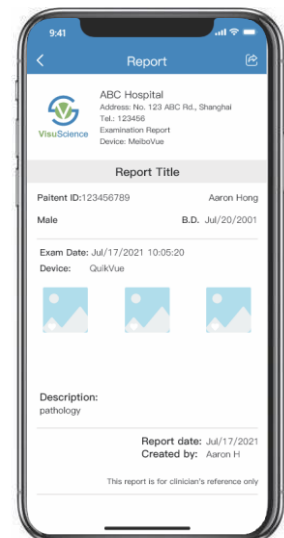 9:41
Report
ABC Hospital
Address: No. 123 ABC Rd., Shanghai
Tel.: 123456
VisuScience
Examination Report
Device: MeiboVue
Report Title
Paitent ID:123456789 Aaron Hong
Male B.D. Jul/20/2001
Exam Date: Jul/17/2021 10:05:20
Device: QuikVue
Description:
pathology
Report date: Jul/17/2021
Created by: Aaron H
This report is for clinician's reference only